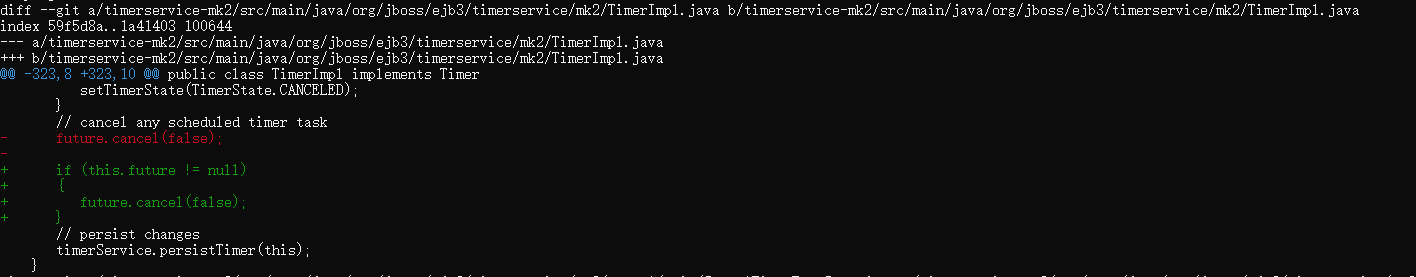 diff --git a/timerservice-mk2/src/main/java/org/jboss/ejb3/timerservice/mk2/TimerImpl.java b/timerservice-mk2/src/main/java/org/jboss/ejb3/timerservice/mk2/TimerImpl.java
index 59f5d8a..1a41403 100644
--- a/timerservice-mk2/src/main/java/org/jboss/ejb3/timerservice/mk2/TimerImpl.java
+++ b/timerservice-mk2/src/main/java/org/jboss/ejb3/timerservice/mk2/TimerImpl.java
@@ -323,8 +323,10 @@ public class TimerImpl implements Timer
          setTimerState(TimerState.CANCELED);
       }
       // cancel any scheduled timer task
-      future.cancel(false);
-
+      if (this.future != null)
+      {
+         future.cancel(false);
+      }
       // persist changes
       timerService.persistTimer(this);
    }